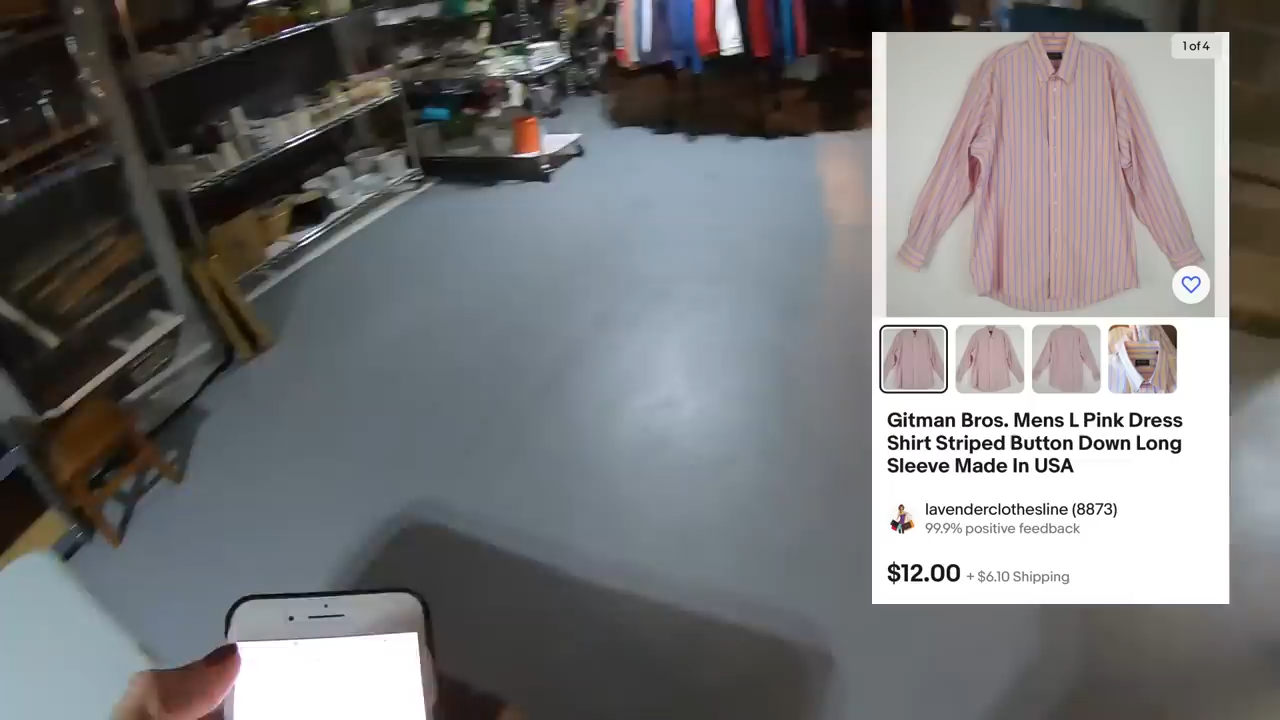 1 of 4
Gitman Bros. Mens L Pink Dress
Shirt Striped Button Down Long
Sleeve Made In USA
lavenderclothesline (8873)
99.9% positive feedback
$12.00 + $6.10 Shipping